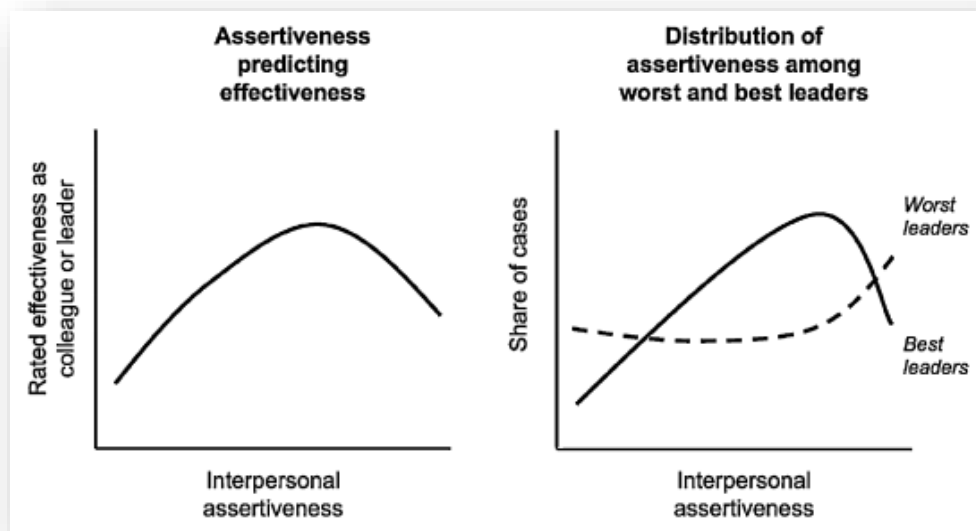 Assertiveness
predicting
effectiveness
Rated effectiveness as
colleague or leader
Interpersonal
assertiveness
Distribution of
assertiveness among
worst and best leaders
Share of cases
Worst
leaders
Best
leaders
Interpersonal
assertiveness